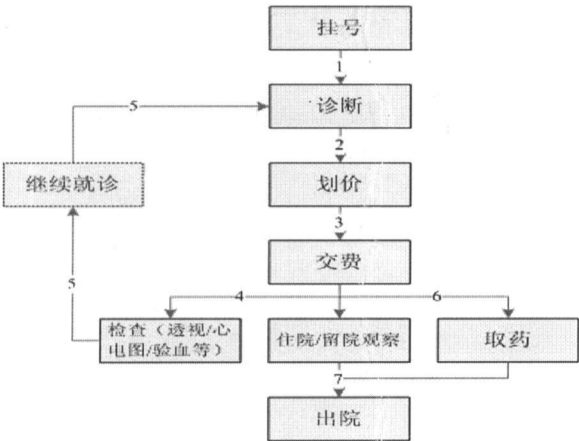 挂号
1
5
诊断
2
继续就诊
划价
3
5
交费
4
6
检查（透视/心
电图/验血等）
住院/留院观察
取药
7
出院